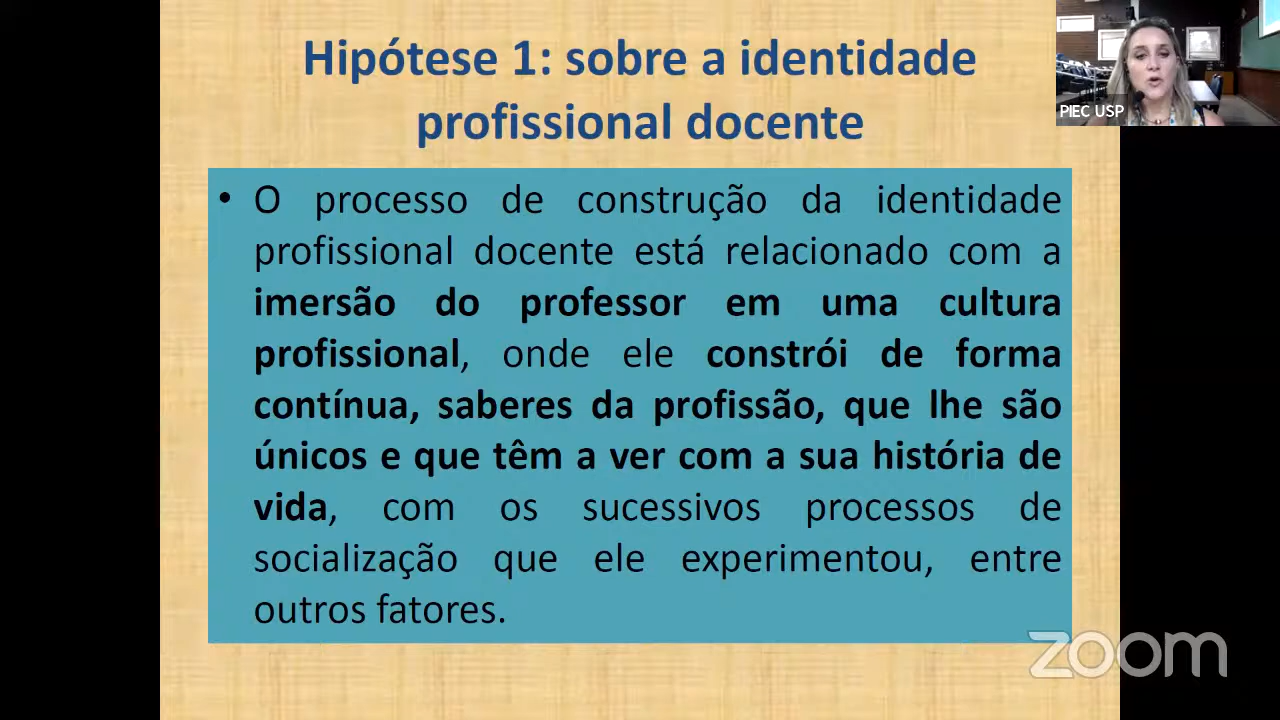 Hipótese 1: sobre a identidade
profissional docente
PIEC USP
• O processo de construção da identidade
profissional docente está relacionado com a
imersão do professor em uma cultura
profissional, onde ele constrói de forma
contínua, saberes da profissão, que lhe são
únicos e que têm a ver com a sua história de
vida, com os sucessivos processos de
socialização que ele experimentou, entre
outros fatores.
zoom